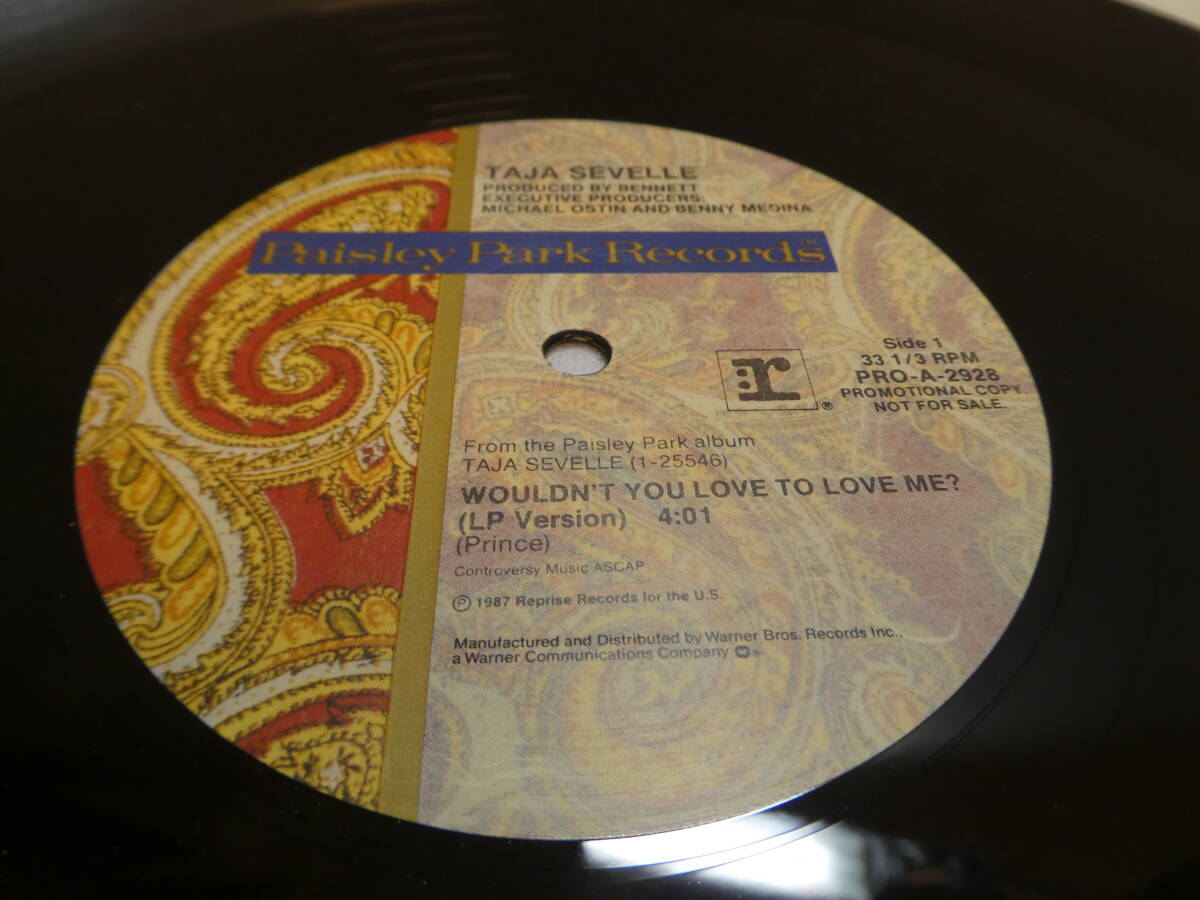 TAJA SEVELLE
PRODUCED BY BENNETT
EXECUTIVE PRODUCERS:
MICHAEL OSTIN AND BENNY MEDINA
Paisley Park Records™
:r
®
Side 1
33 1/3 RPM
PRO-A-2928
PROMOTIONAL COPY
NOT FOR SALE.
From the Paisley Park album
TAJA SEVELLE (1-25546)
WOULDN'T YOU LOVE TO LOVE ME?
(LP Version) 4:01
(Prince)
Controversy Music ASCAP
℗ 1987 Reprise Records for the U.S.
Manufactured and Distributed by Warner Bros. Records Inc.,
a Warner Communications Company ®